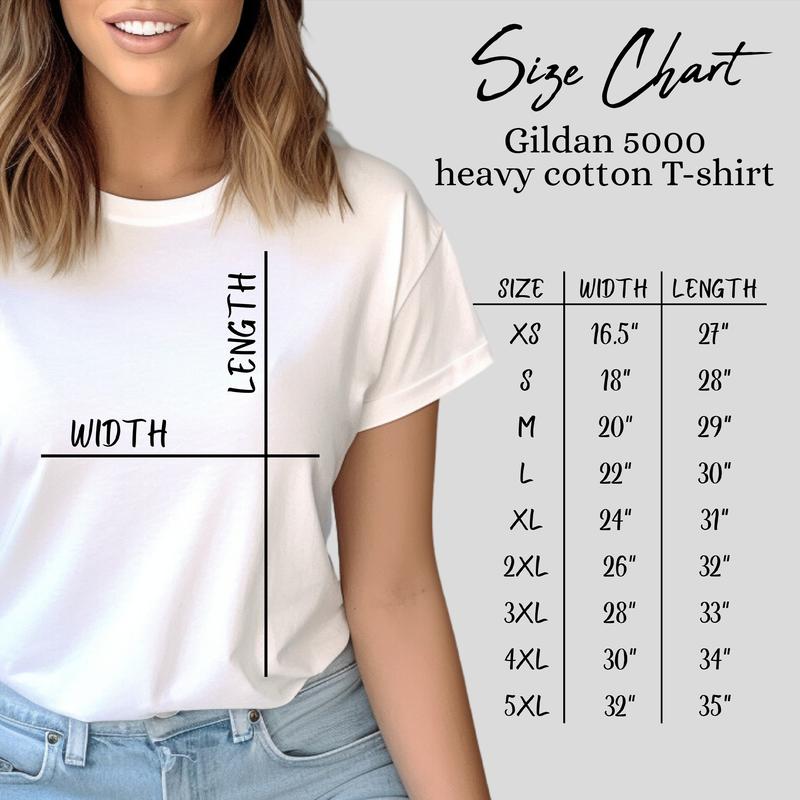 Size Chart
Gildan 5000
heavy cotton T-shirt
LENGTH
WIDTH
SIZE WIDTH LENGTH
XS 16.5" 27"
S 18" 28"
M 20" 29"
L 22" 30"
XL 24" 31"
2XL 26" 32"
3XL 28" 33"
4XL 30" 34"
5XL 32" 35"